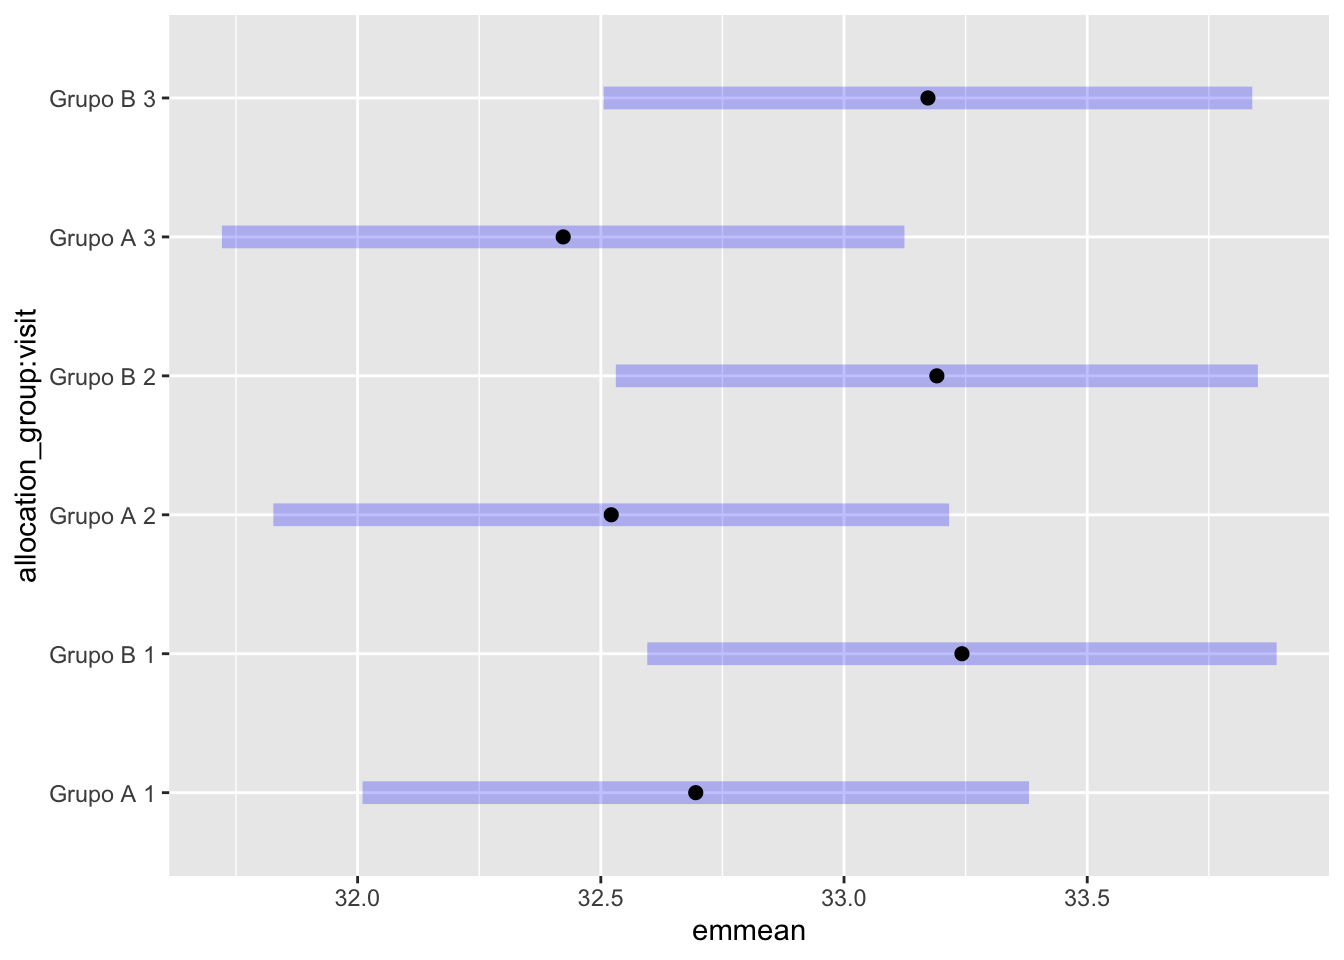 allocation_group:visit
Grupo B 3
Grupo A 3
Grupo B 2
Grupo A 2
Grupo B 1
Grupo A 1
32.0 32.5 33.0 33.5
emmean